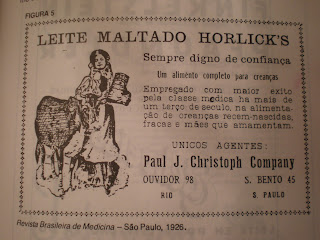 FIGURA 5
LEITE MALTADO HORLICK'S
Sempre digno de confiança
Um alimento completo para creanças
Empregado com maior exito
pela classe medica ha mais de
um terço de seculo, na alimenta-
ção de creanças recem-nascidas,
fracas e mães que amamentam.
UNICOS AGENTES:
Paul J. Christoph Company
OUVIDOR 98 S. BENTO 45
RIO S. PAULO
Revista Brasileira de Medicina – São Paulo, 1926.